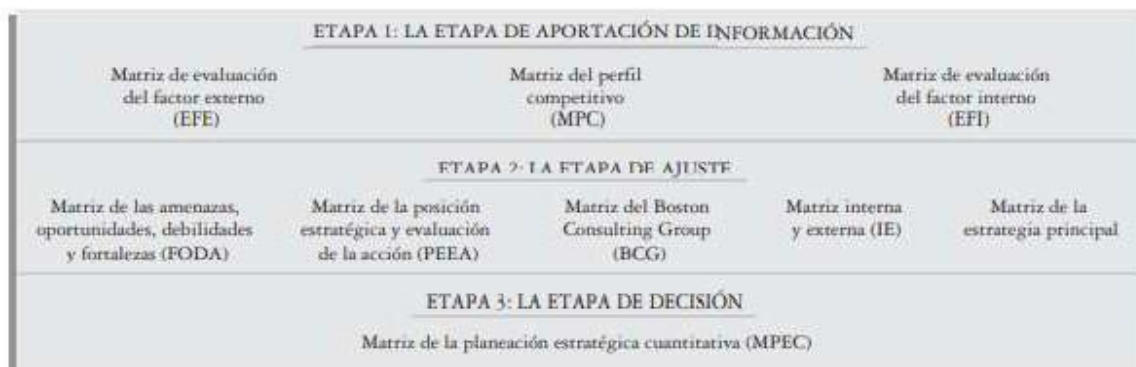 ETAPA 1: LA ETAPA DE APORTACIÓN DE INFORMACIÓN
Matriz de evaluación
del factor externo
(EFE)
Matriz del perfil
competitivo
(MPC)
Matriz de evaluación
del factor interno
(EFI)
ETAPA 2: LA ETAPA DE AJUSTE
Matriz de las amenazas,
oportunidades, debilidades
y fortalezas (FODA)
Matriz de la posición
estratégica y evaluación
de la acción (PEEA)
Matriz del Boston
Consulting Group
(BCG)
Matriz interna
y externa (IE)
Matriz de la
estrategia principal
ETAPA 3: LA ETAPA DE DECISIÓN
Matriz de la planeación estratégica cuantitativa (MPEC)